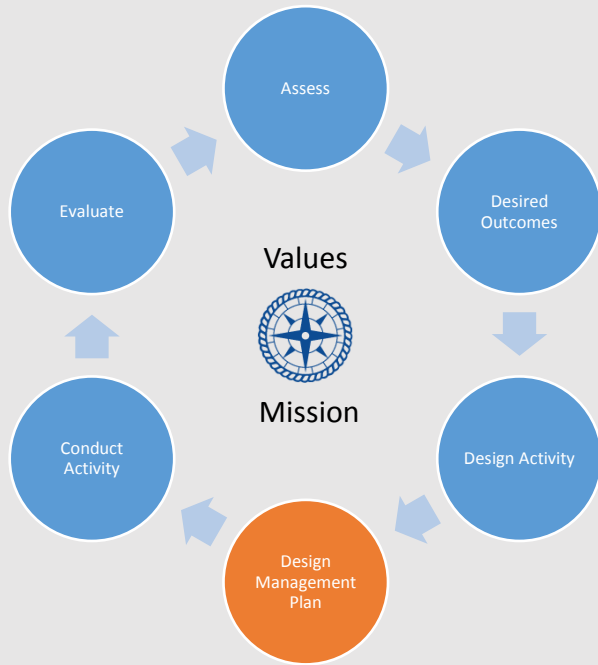 Assess
Desired
Outcomes
Design Activity
Design
Management
Plan
Conduct
Activity
Evaluate
Values
Mission